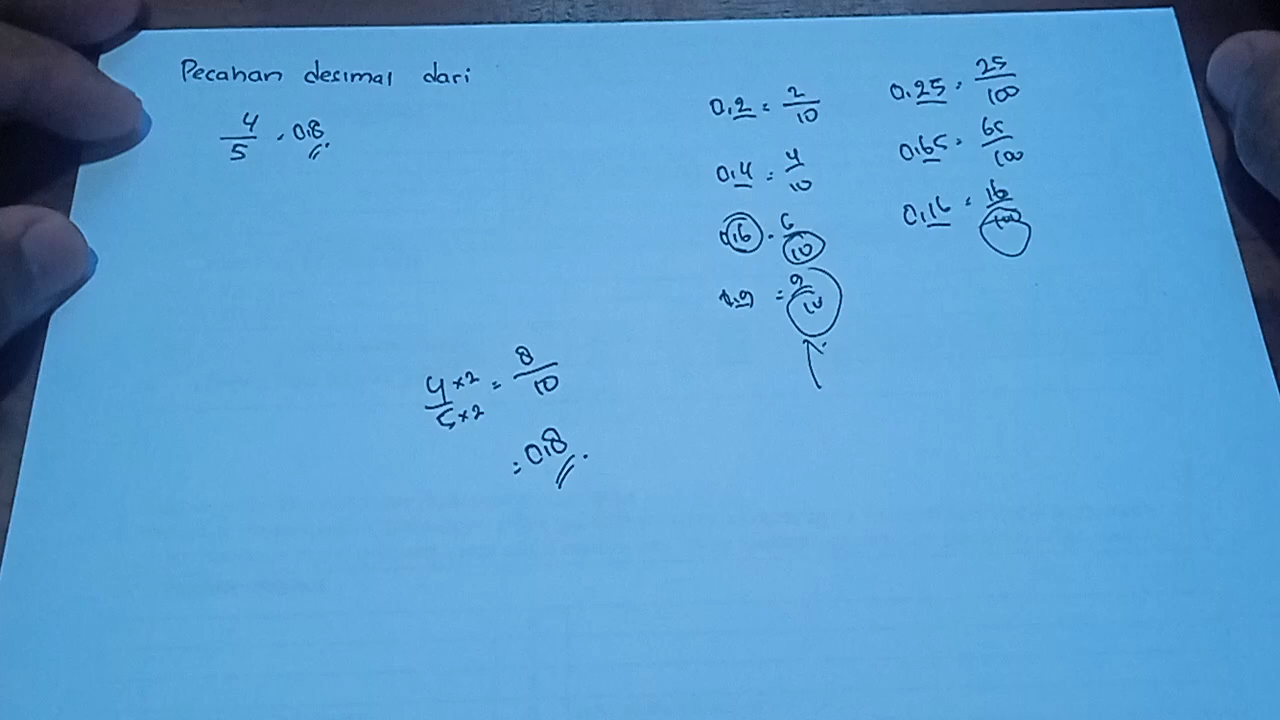 Pecahan desimal dari
4/5 = 0,8
4×2/5×2 = 8/10
= 0,8
0,2 = 2/10
0,4 = 4/10
0,6 = 6/10
0,9 = 9/10
0,25 = 25/100
0,65 = 65/100
0,16 = 16/100